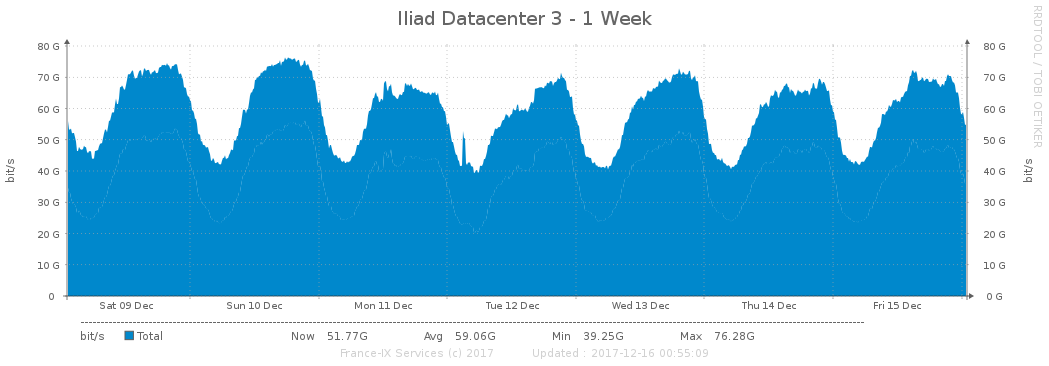 Iliad Datacenter 3 - 1 Week
RRDTOOL / TOBI OETIKER
80 G 80 G
70 G 70 G
60 G 60 G
50 G 50 G
40 G 40 G
30 G 30 G
20 G 20 G
10 G 10 G
0 0 G
bit/s bit/s
Sat 09 Dec Sun 10 Dec Mon 11 Dec Tue 12 Dec Wed 13 Dec Thu 14 Dec Fri 15 Dec
bit/s Total Now 51.77G Avg 59.06G Min 39.25G Max 76.28G
France-IX Services (c) 2017 Updated : 2017-12-16 00:55:09